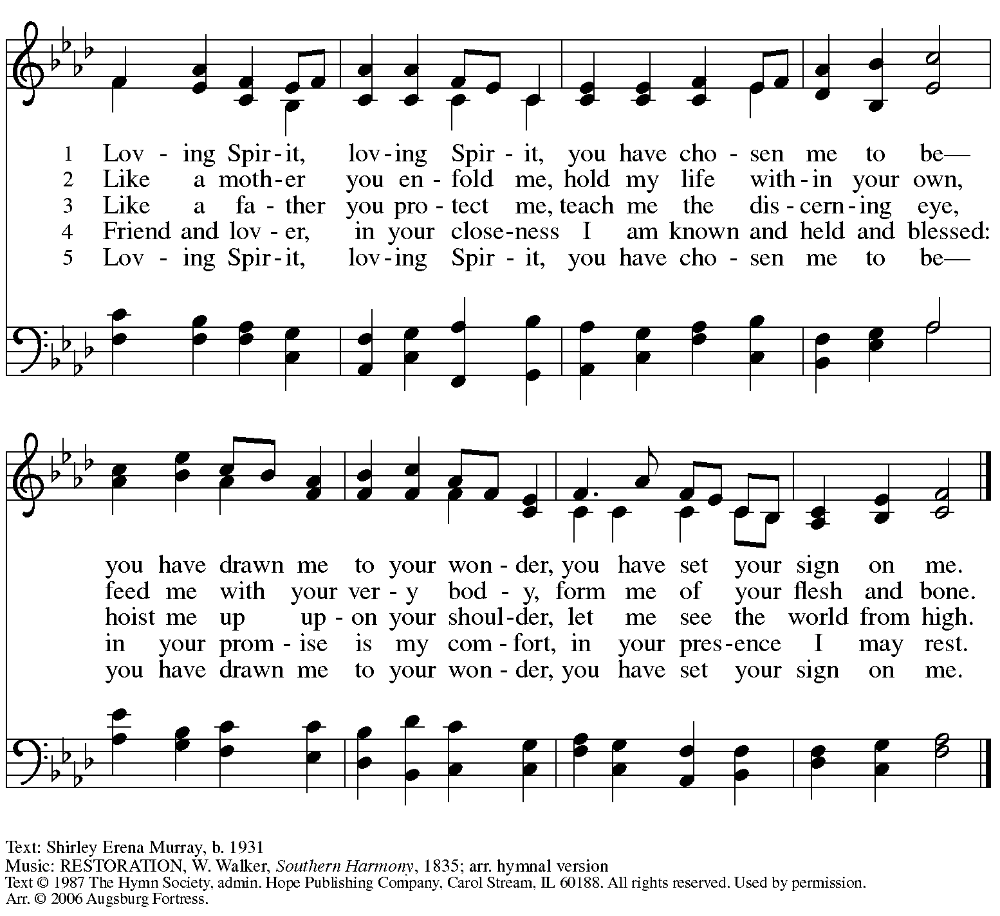 1 Lov - ing Spir - it, lov - ing Spir - it, you have cho - sen me to be—
2 Like a moth - er you en - fold me, hold my life with - in your own,
3 Like a fa - ther you pro - tect me, teach me the dis - cern - ing eye,
4 Friend and lov - er, in your close - ness I am known and held and blessed:
5 Lov - ing Spir - it, lov - ing Spir - it, you have cho - sen me to be—
you have drawn me to your won - der, you have set your sign on me.
feed me with your ver - y bod - y, form me of your flesh and bone.
hoist me up up - on your shoul - der, let me see the world from high.
in your prom - ise is my com - fort, in your pres - ence I may rest.
you have drawn me to your won - der, you have set your sign on me.
Text: Shirley Erena Murray, b. 1931
Music: RESTORATION, W. Walker, Southern Harmony, 1835; arr. hymnal version
Text © 1987 The Hymn Society, admin. Hope Publishing Company, Carol Stream, IL 60188. All rights reserved. Used by permission.
Arr. © 2006 Augsburg Fortress.